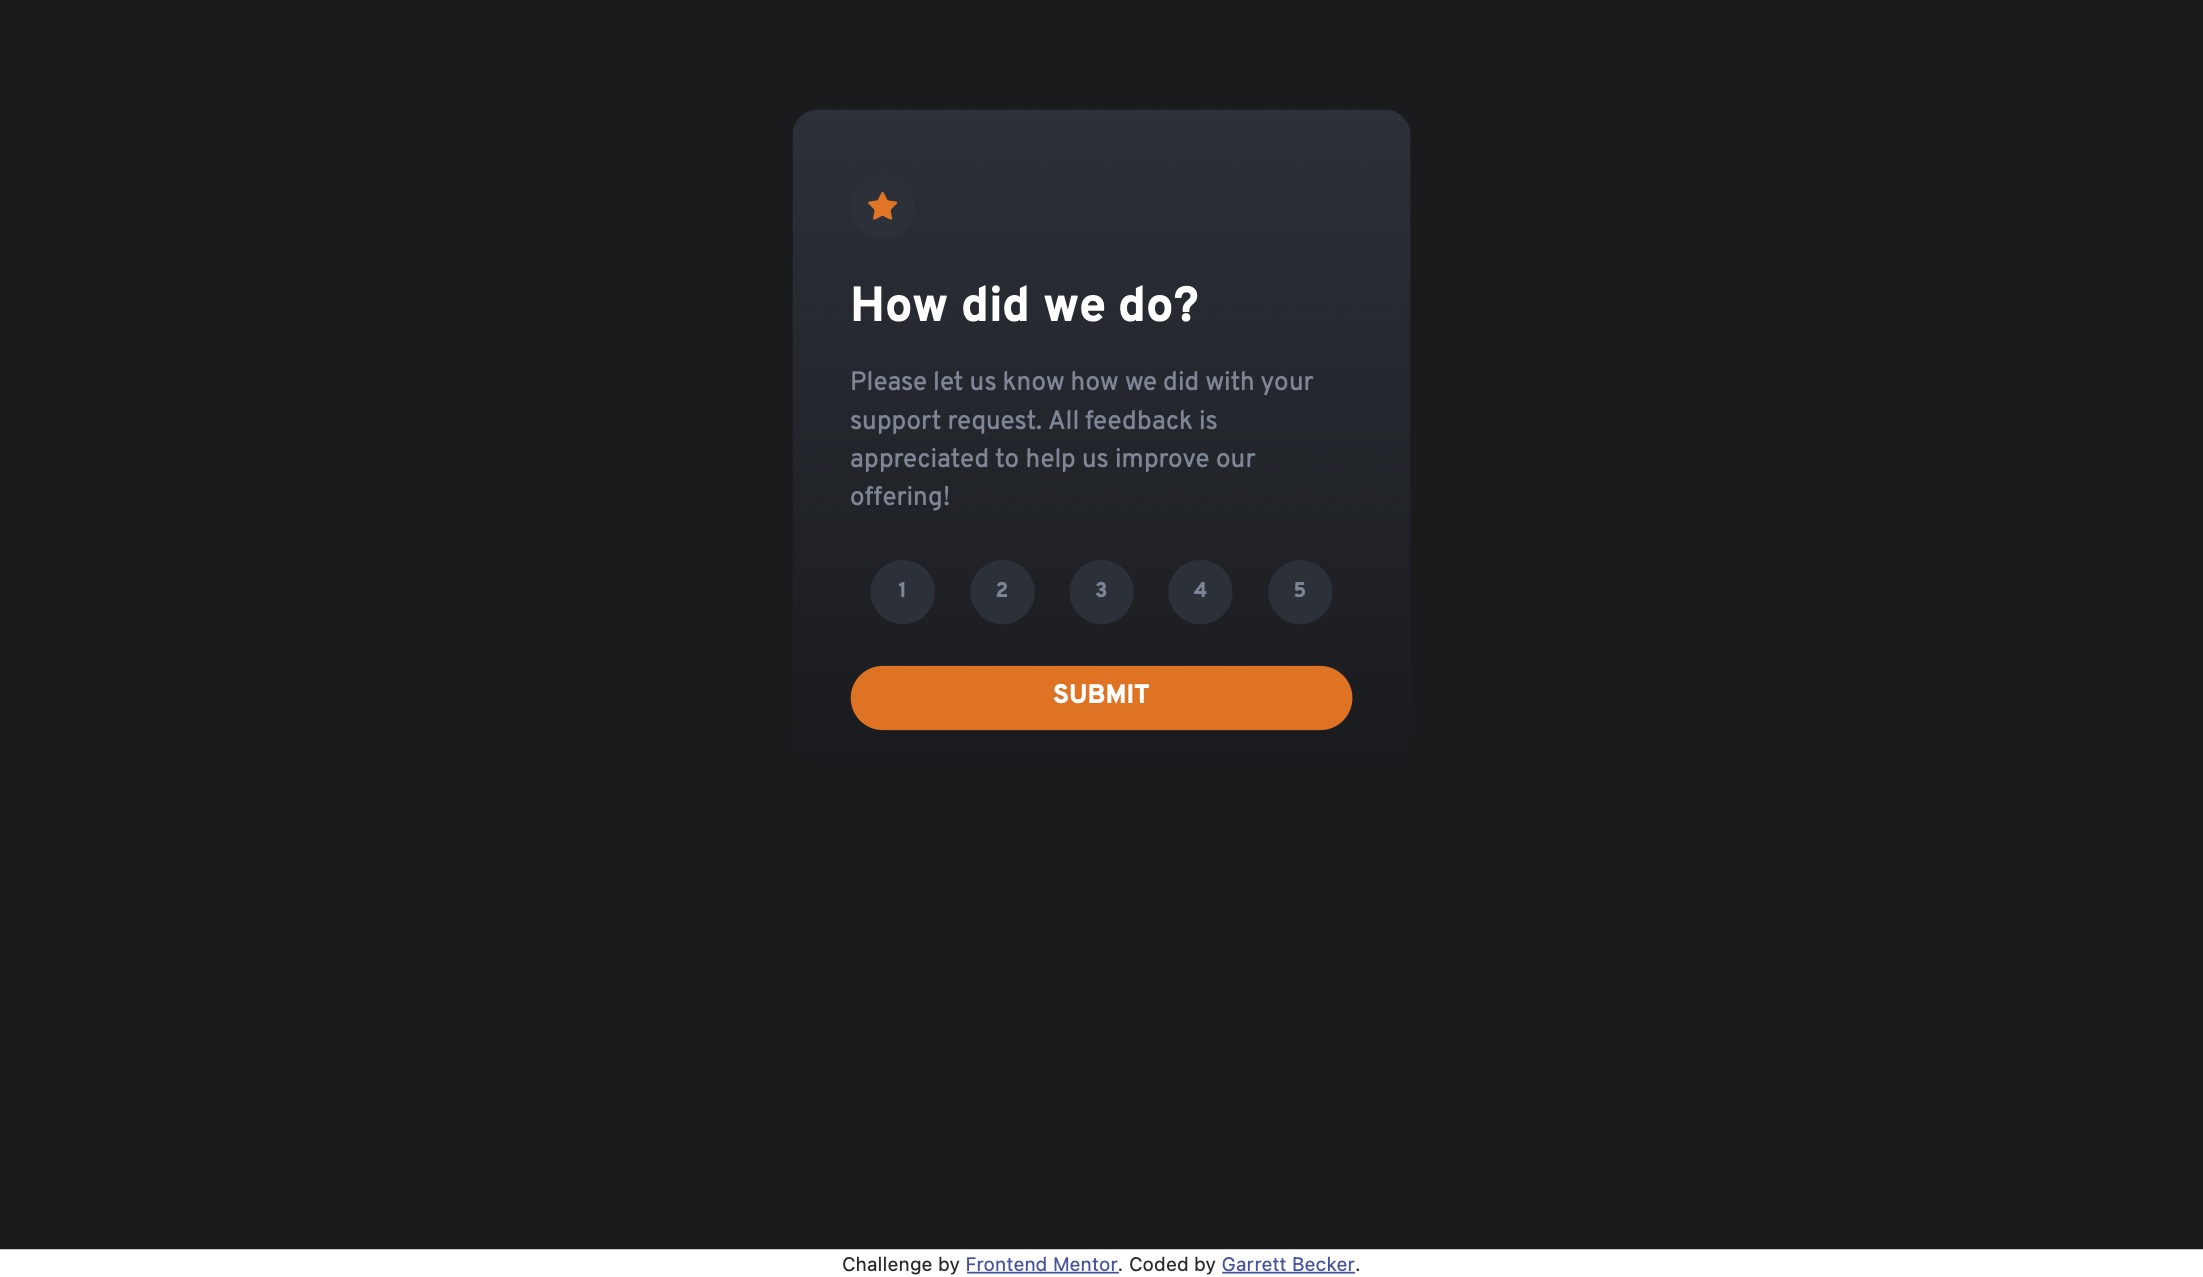 How did we do?
Please let us know how we did with your
support request. All feedback is
appreciated to help us improve our
offering!
1 2 3 4 5
SUBMIT
Challenge by Frontend Mentor. Coded by Garrett Becker.